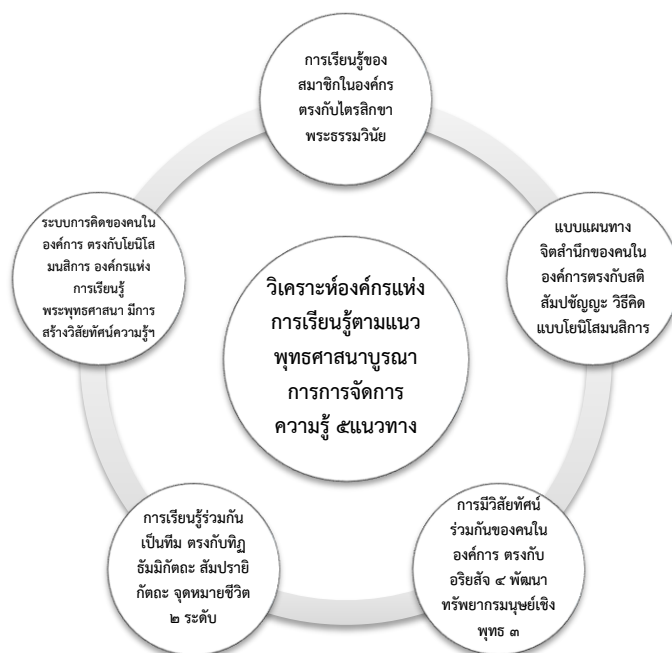 การเรียนรู้ของ
สมาชิกในองค์กร
ตรงกับไตรสิกขา
พระธรรมวินัย
แบบแผนทาง
จิตสำนึกของคนใน
องค์การตรงกับสติ
สัมปชัญญะ วิธีคิด
แบบโยนิโสมนสิการ
การมีวิสัยทัศน์
ร่วมกันของคนใน
องค์การ ตรงกับ
อริยสัจ ๔ พัฒนา
ทรัพยากรมนุษย์เชิง
พุทธ ๓
การเรียนรู้ร่วมกัน
เป็นทีม ตรงกับทิฏ
ธัมมิกัตถะ สัมปรายิ
กัตถะ จุดหมายชีวิต
๒ ระดับ
ระบบการคิดของคนใน
องค์การ ตรงกับโยนิโส
มนสิการ องค์กรแห่ง
การเรียนรู้
พระพุทธศาสนา มีการ
สร้างวิสัยทัศน์ความรู้ฯ
วิเคราะห์องค์กรแห่ง
การเรียนรู้ตามแนว
พุทธศาสนาบูรณา
การการจัดการ
ความรู้ ๕แนวทาง